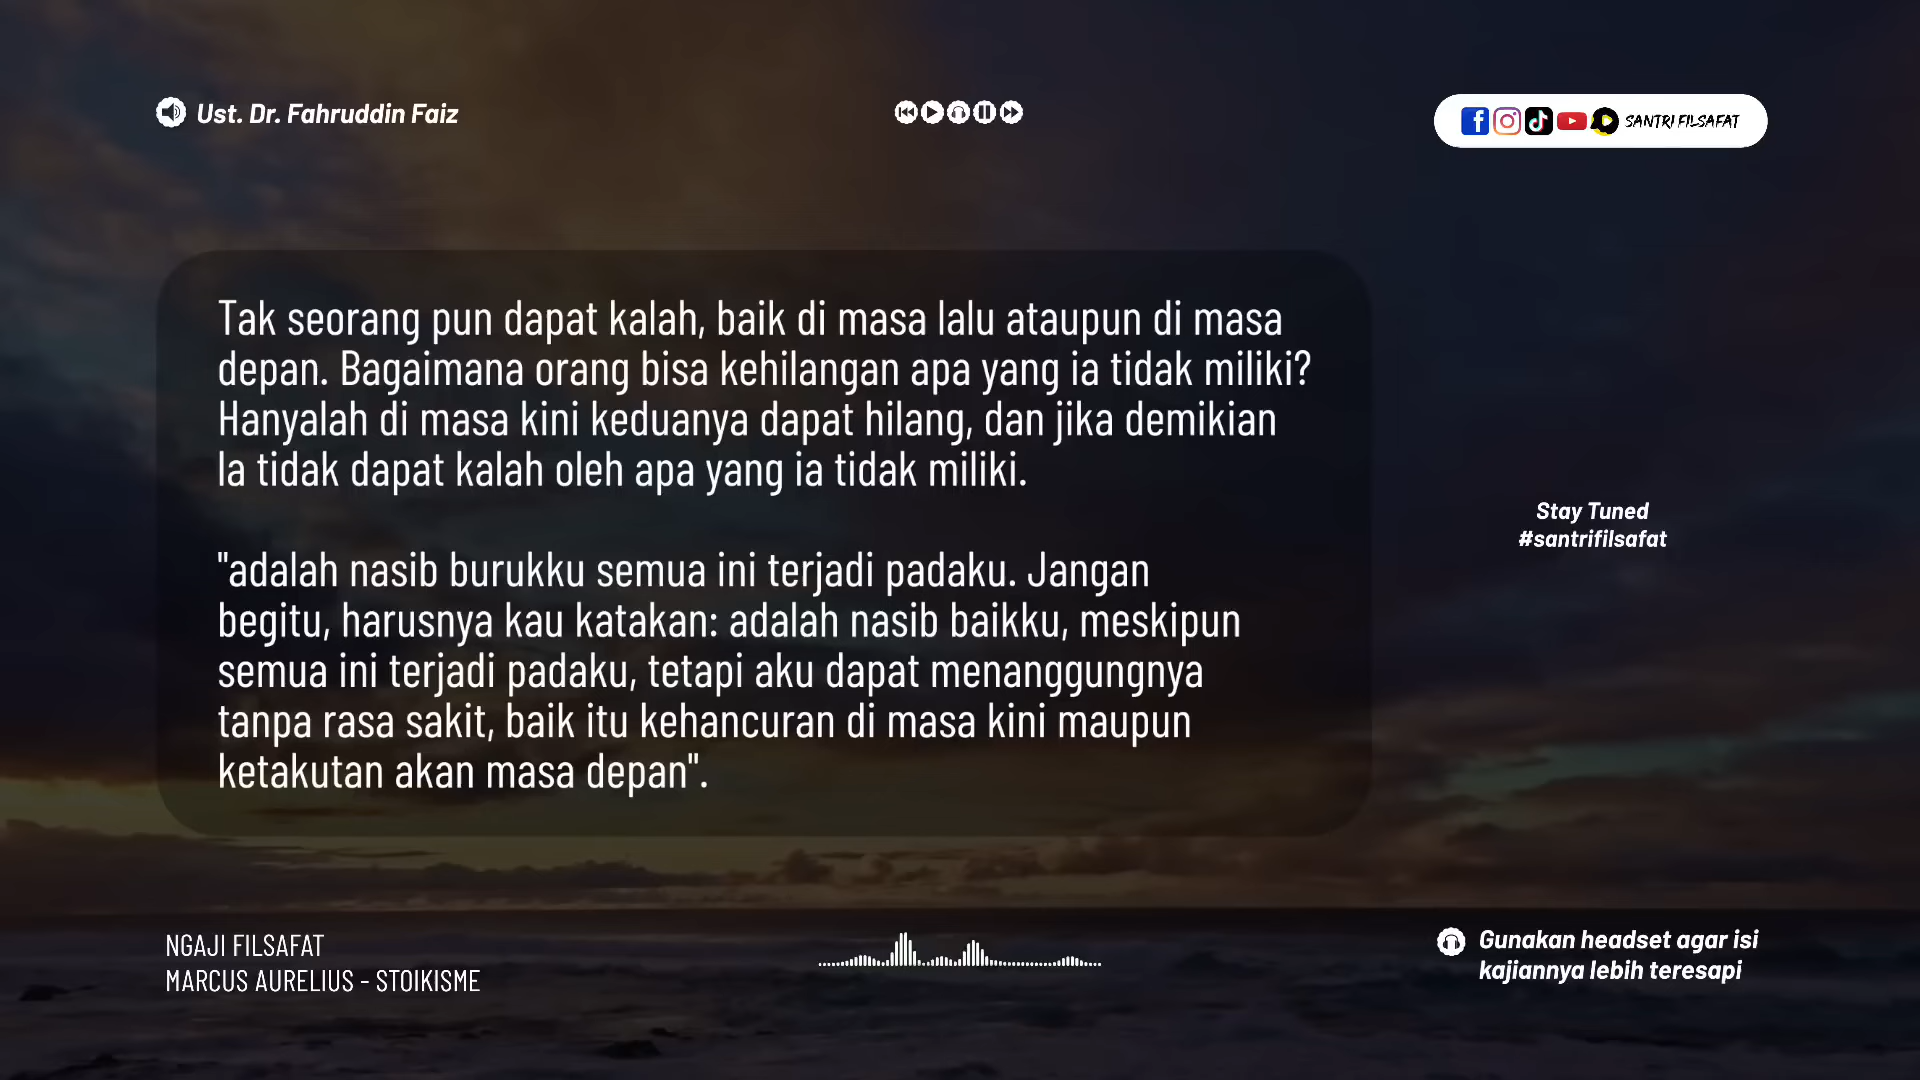 Ust. Dr. Fahruddin Faiz
SANTRI FILSAFAT
Tak seorang pun dapat kalah, baik di masa lalu ataupun di masa
depan. Bagaimana orang bisa kehilangan apa yang ia tidak miliki?
Hanyalah di masa kini keduanya dapat hilang, dan jika demikian
Ia tidak dapat kalah oleh apa yang ia tidak miliki.
"adalah nasib burukku semua ini terjadi padaku. Jangan
begitu, harusnya kau katakan: adalah nasib baikku, meskipun
semua ini terjadi padaku, tetapi aku dapat menanggungnya
tanpa rasa sakit, baik itu kehancuran di masa kini maupun
ketakutan akan masa depan".
Stay Tuned
#santrifilsafat
NGAJI FILSAFAT
MARCUS AURELIUS - STOIKISME
Gunakan headset agar isi
kajiannya lebih teresapi